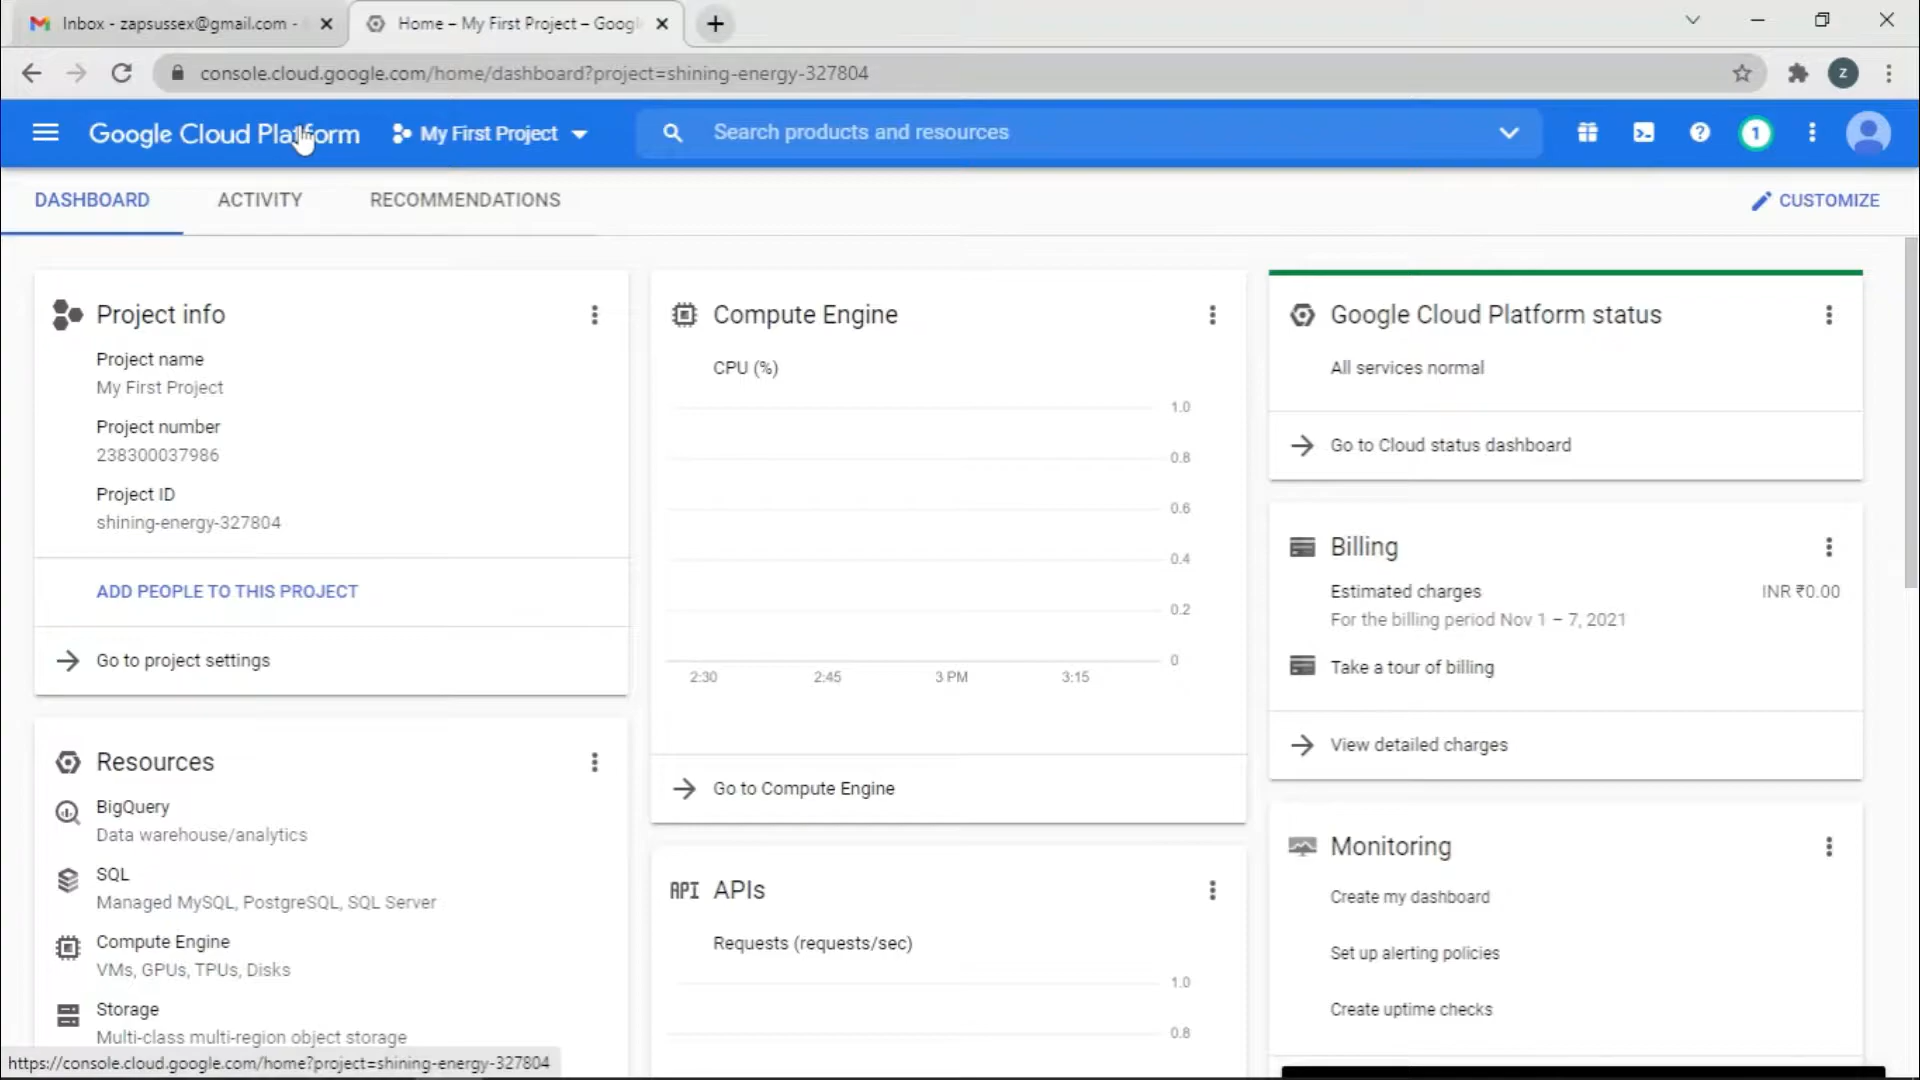 Inbox - zapsussex@gmail.com -
Home – My First Project – Googl
console.cloud.google.com/home/dashboard?project=shining-energy-327804
Z
Google Cloud Platform
My First Project
Search products and resources
1
DASHBOARD
ACTIVITY
RECOMMENDATIONS
CUSTOMIZE
Project info
Project name
My First Project
Project number
238300037986
Project ID
shining-energy-327804
ADD PEOPLE TO THIS PROJECT
Go to project settings
Resources
BigQuery
Data warehouse/analytics
SQL
Managed MySQL, PostgreSQL, SQL Server
Compute Engine
VMs, GPUs, TPUs, Disks
Storage
Multi-class multi-region object storage
https://console.cloud.google.com/home?project=shining-energy-327804
Compute Engine
CPU (%)
1.0
0.8
0.6
0.4
0.2
0
2:30 2:45 3 PM 3:15
Go to Compute Engine
API APIs
Requests (requests/sec)
1.0
0.8
Google Cloud Platform status
All services normal
Go to Cloud status dashboard
Billing
Estimated charges INR ₹0.00
For the billing period Nov 1 – 7, 2021
Take a tour of billing
View detailed charges
Monitoring
Create my dashboard
Set up alerting policies
Create uptime checks